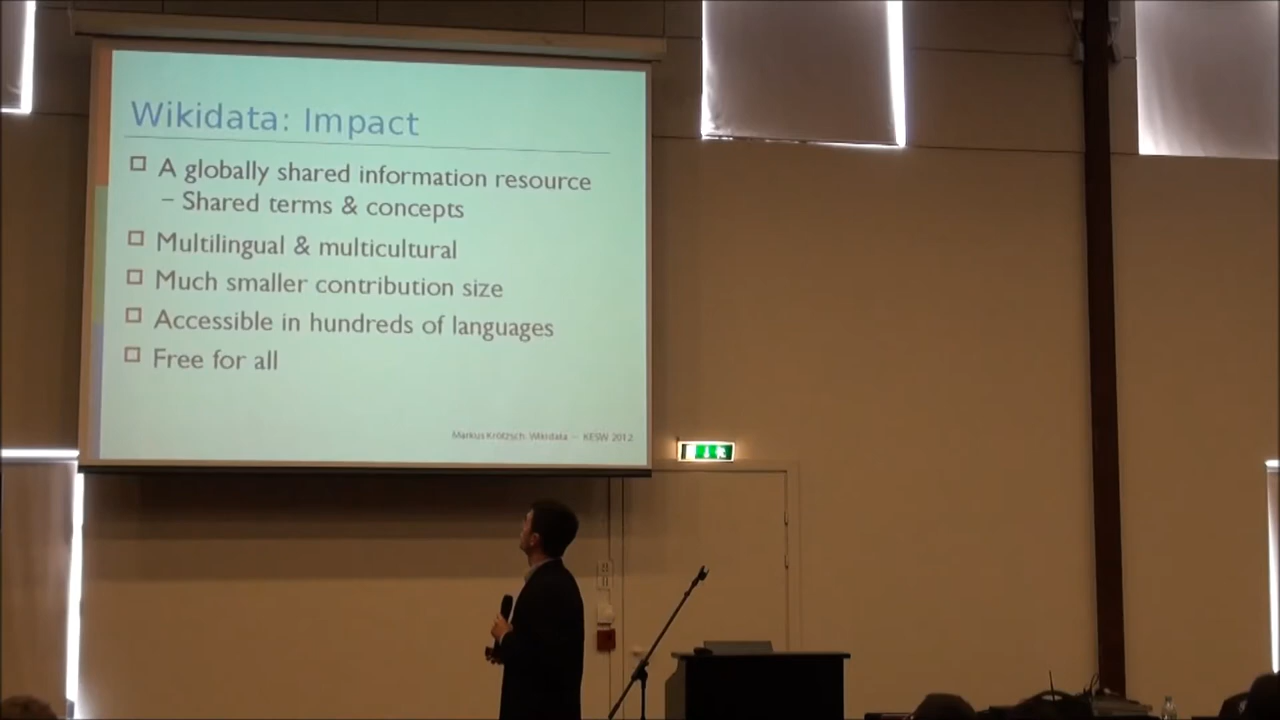 Wikidata: Impact
A globally shared information resource
– Shared terms & concepts
Multilingual & multicultural
Much smaller contribution size
Accessible in hundreds of languages
Free for all
Markus Krötzsch: Wikidata — KESW 2012